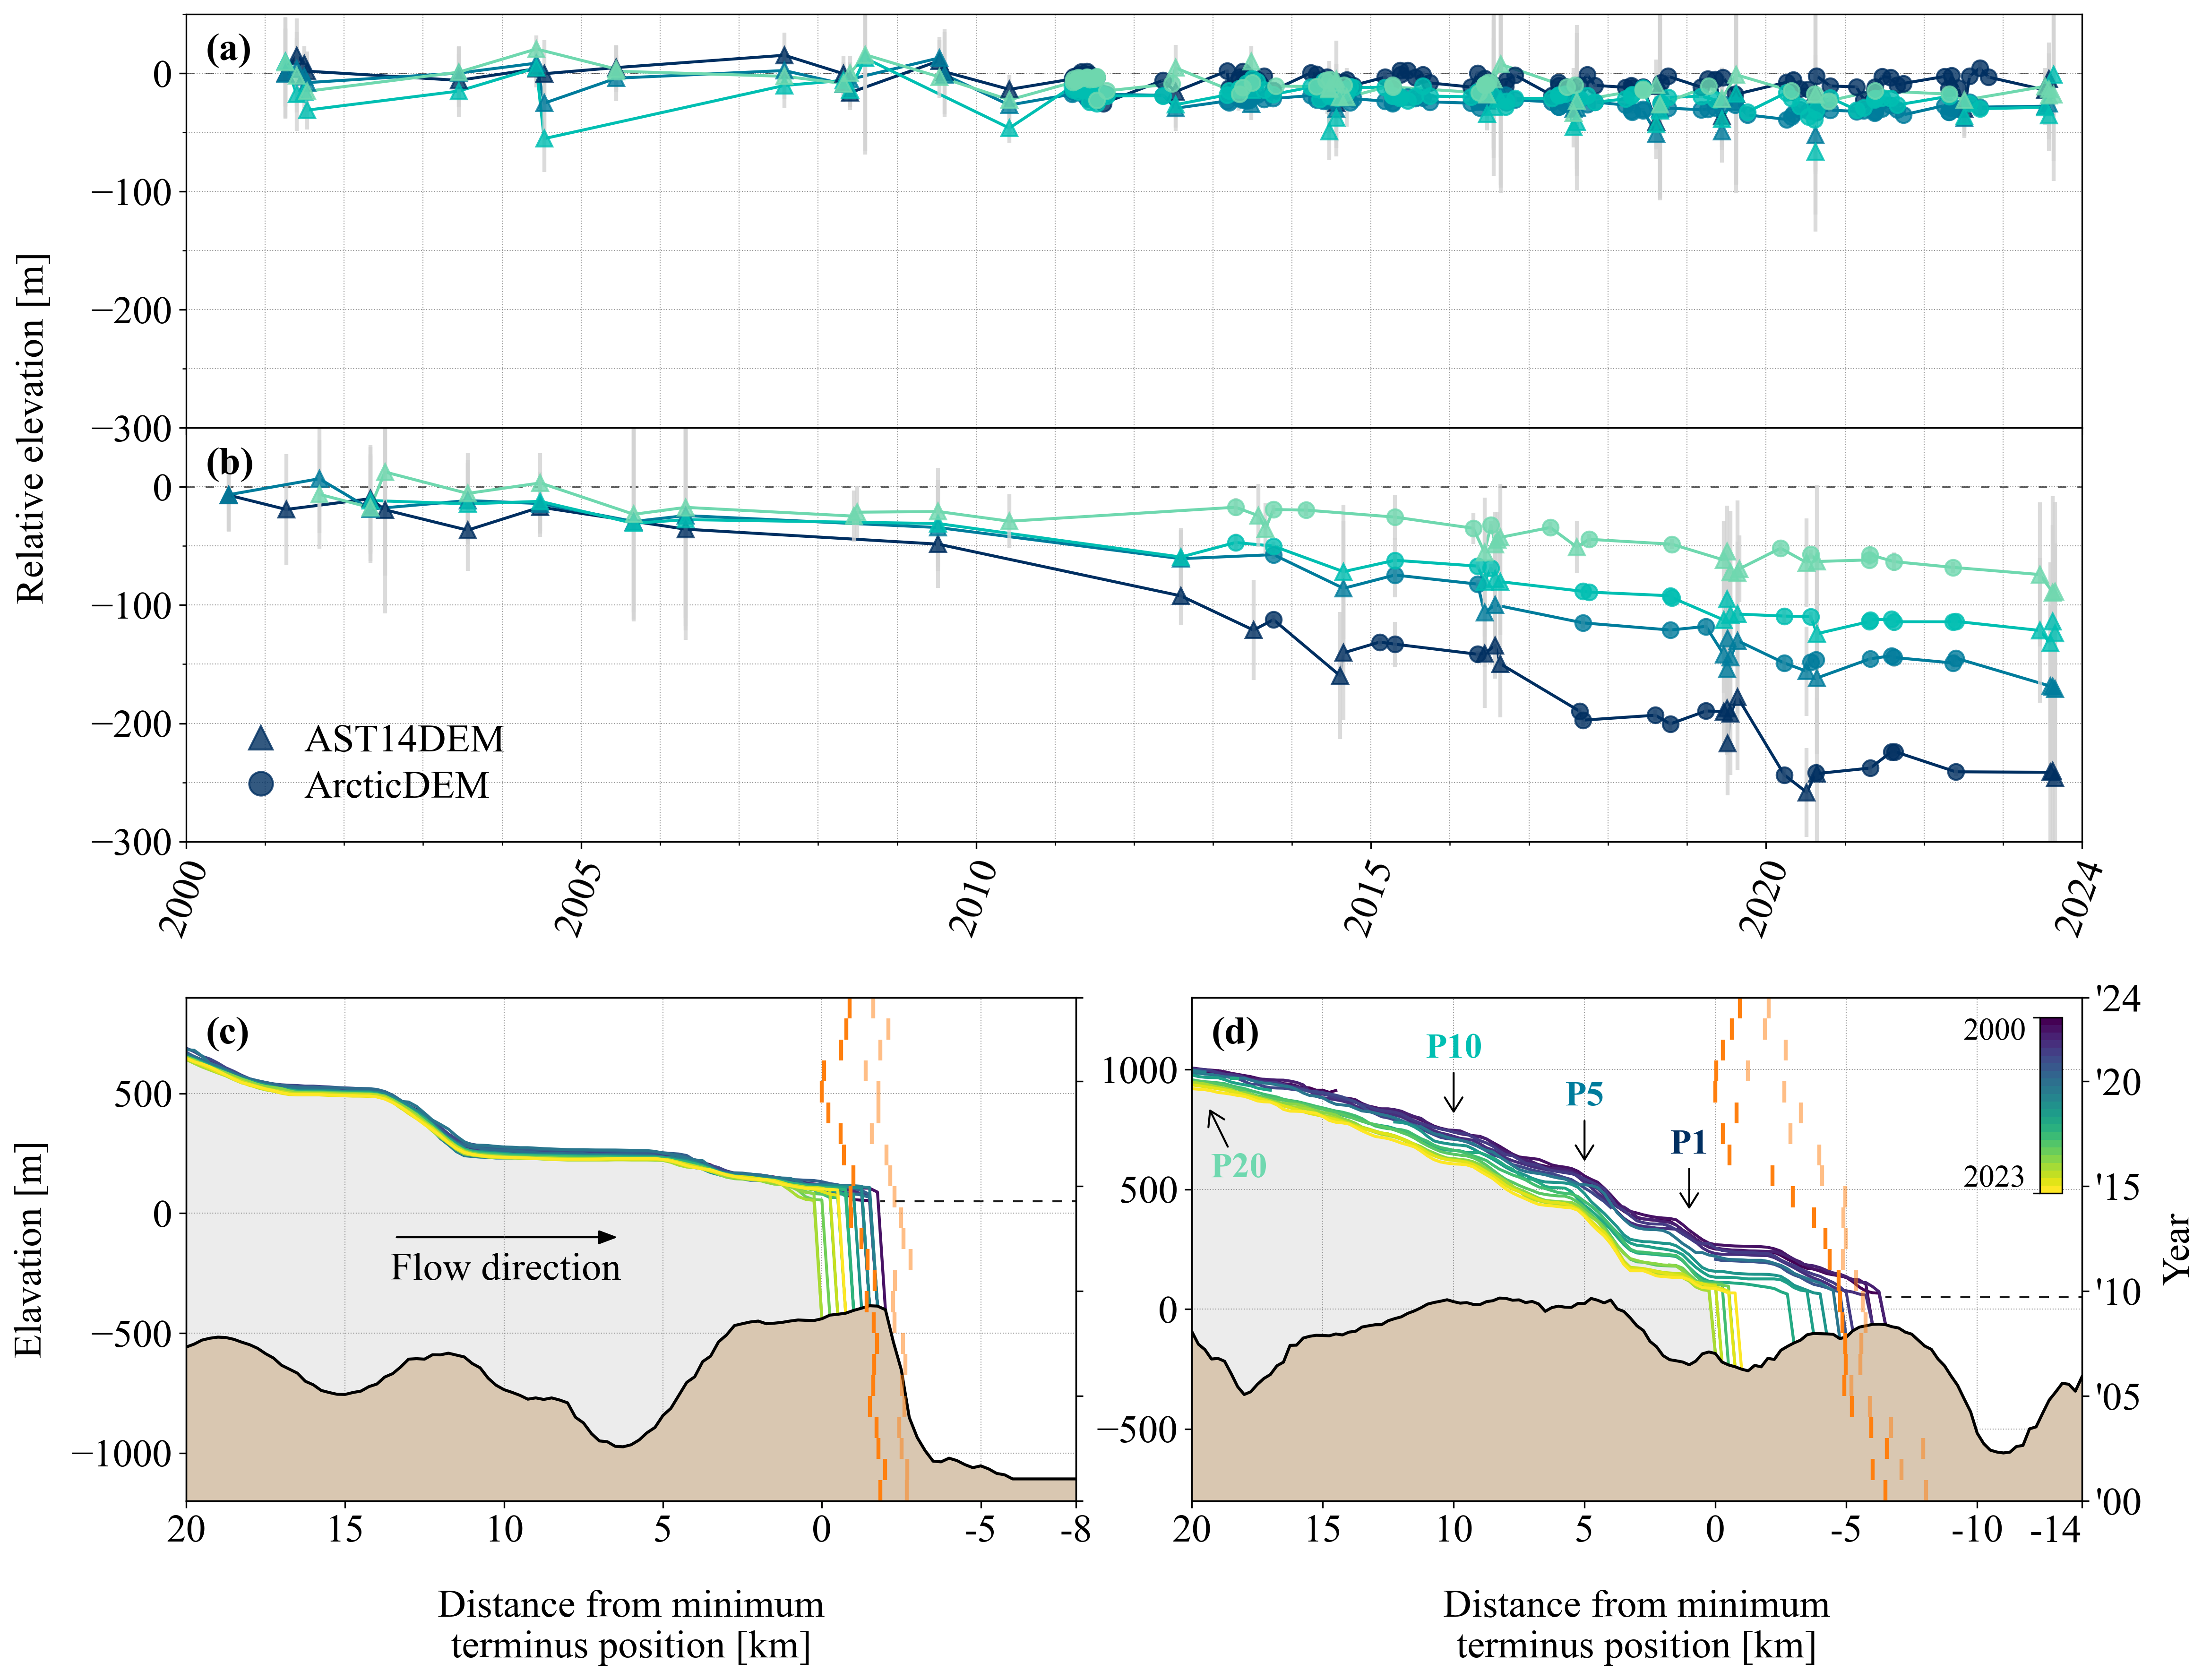 (a)
0
−100
−200
−300
Relative elevation [m]
(b)
0
−100
−200
−300
AST14DEM
ArcticDEM
2000
2005
2010
2015
2020
2024
(c)
500
0
−500
−1000
Elavation [m]
Flow direction
20
15
10
5
0
-5
-8
Distance from minimum
terminus position [km]
(d)
1000
500
0
−500
P20
P10
P5
P1
2000
2023
'24
'20
'15
'10
'05
'00
Year
20
15
10
5
0
-5
-10
-14
Distance from minimum
terminus position [km]